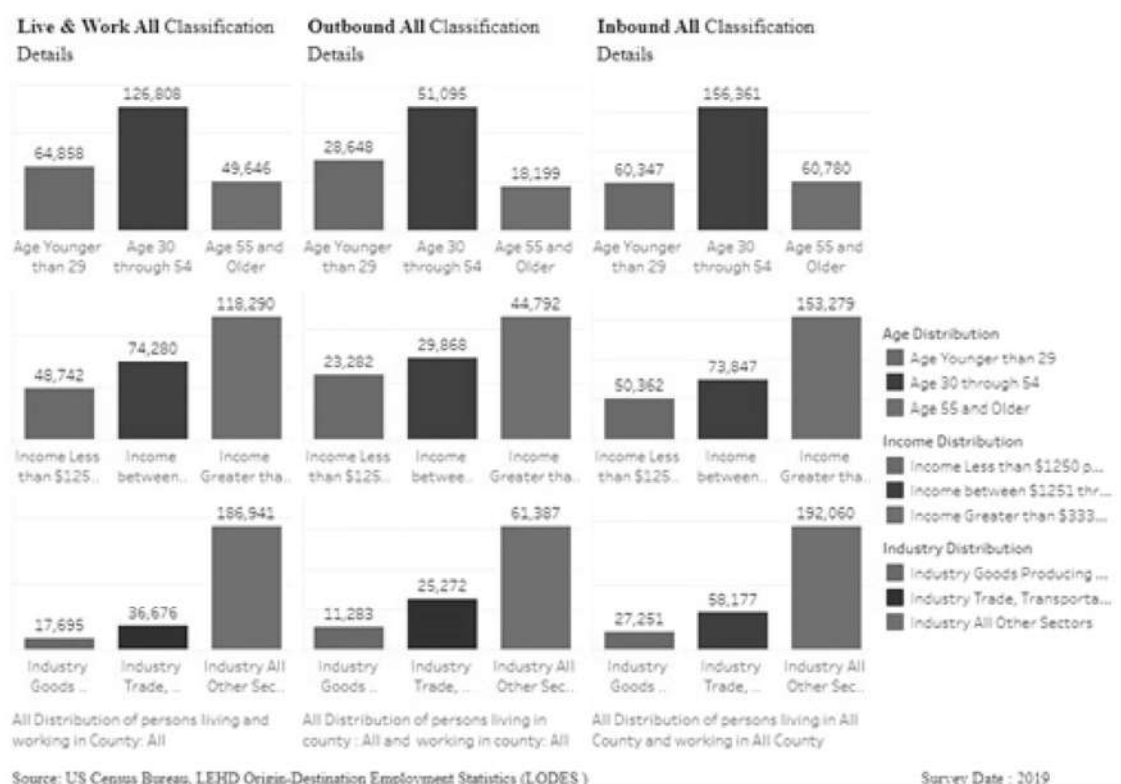 Live & Work All Classification
Details
Outbound All Classification
Details
Inbound All Classification
Details
126,808
64,858
49,646
Age Younger
than 29
Age 30
through 54
Age 55 and
Older
51,095
28,648
18,199
Age Younger
than 29
Age 30
through 54
Age 55 and
Older
156,361
60,347
60,780
Age Younger
than 29
Age 30
through 54
Age 55 and
Older
118,290
74,280
48,742
Income Less
than $125..
Income
between..
Income
Greater tha..
44,792
29,868
23,282
Income Less
than $125..
Income
betwee..
Income
Greater tha..
153,279
73,847
50,362
Income Less
than $125..
Income
between..
Income
Greater tha..
186,941
36,676
17,695
Industry
Goods ..
Industry
Trade, ..
Industry All
Other Sec..
61,387
25,272
11,283
Industry
Goods ..
Industry
Trade, ..
Industry All
Other Sec..
192,060
58,177
27,251
Industry
Goods ..
Industry
Trade, ..
Industry All
Other Sec..
Age Distribution
Age Younger than 29
Age 30 through 54
Age 55 and Older
Income Distribution
Income Less than $1250 p...
Income between $1251 thr...
Income Greater than $333...
Industry Distribution
Industry Goods Producing ...
Industry Trade, Transporta...
Industry All Other Sectors
All Distribution of persons living and
working in County: All
All Distribution of persons living in
county : All and working in county: All
All Distribution of persons living in All
County and working in All County
Source: US Census Bureau, LEHD Origin-Destination Employment Statistics (LODES )
Survey Date : 2019